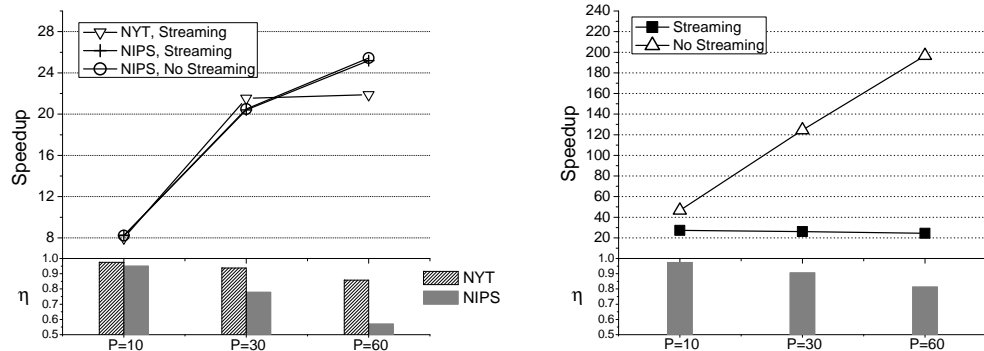 NYT, Streaming
NIPS, Streaming
NIPS, No Streaming
Speedup
28
24
20
16
12
8
η
1.0
0.9
0.8
0.7
0.6
0.5
P=10
P=30
P=60
NYT
NIPS
Streaming
No Streaming
Speedup
240
220
200
180
160
140
120
100
80
60
40
20
η
1.0
0.9
0.8
0.7
0.6
0.5
P=10
P=30
P=60